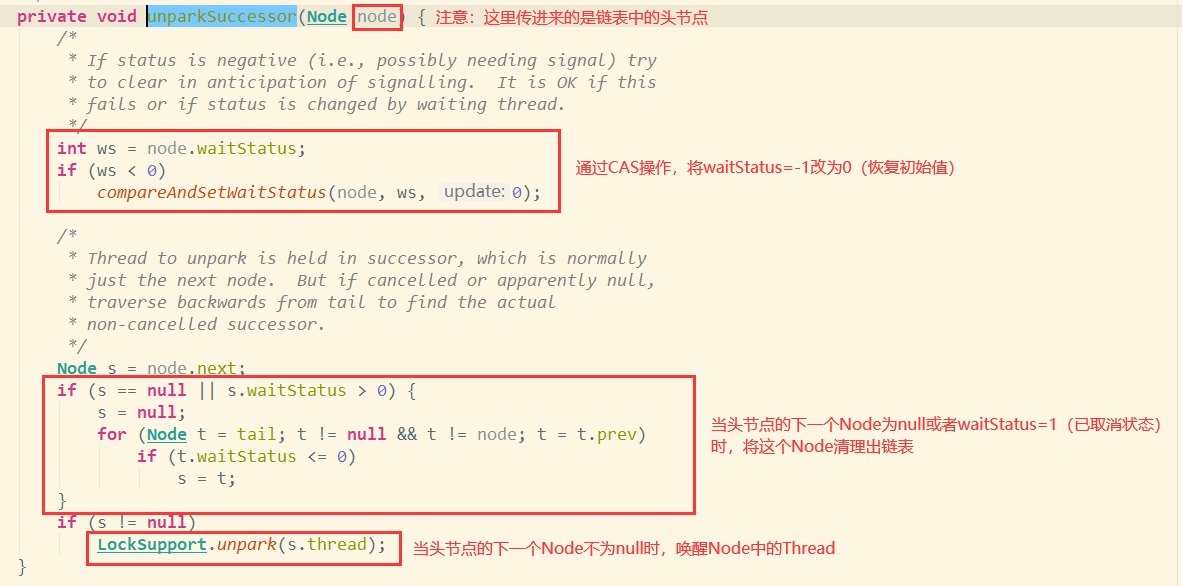 private void unparkSuccessor(Node node) { 注意：这里传进来的是链表中的头节点
/*
* If status is negative (i.e., possibly needing signal) try
* to clear in anticipation of signalling.  It is OK if this
* fails or if status is changed by waiting thread.
*/
int ws = node.waitStatus;
if (ws < 0)
compareAndSetWaitStatus(node, ws, update: 0);
通过CAS操作，将waitStatus=-1改为0（恢复初始值）
/*
* Thread to unpark is held in successor, which is normally
* just the next node.  But if cancelled or apparently null,
* traverse backwards from tail to find the actual
* non-cancelled successor.
*/
Node s = node.next;
if (s == null || s.waitStatus > 0) {
s = null;
for (Node t = tail; t != null && t != node; t = t.prev)
if (t.waitStatus <= 0)
s = t;
}
当头节点的下一个Node为null或者waitStatus=1（已取消状态）
时，将这个Node清理出链表
if (s != null)
LockSupport.unpark(s.thread); 当头节点的下一个Node不为null时，唤醒Node中的Thread
}